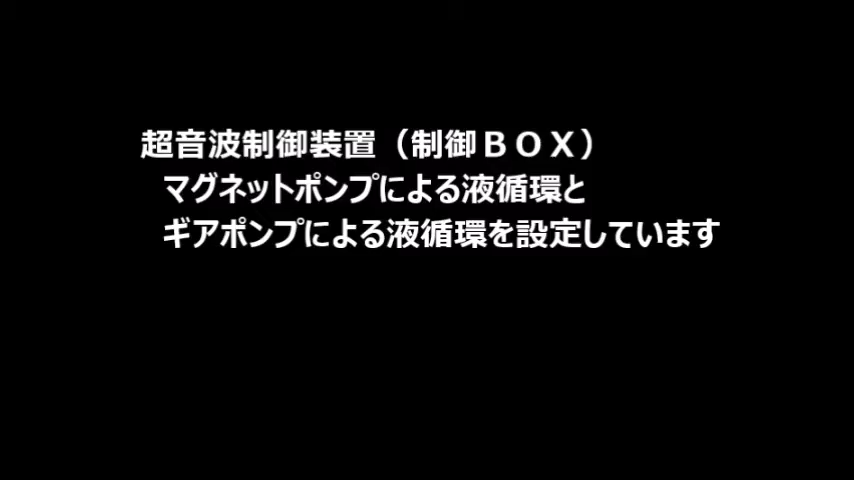 超音波制御装置（制御ＢＯＸ）
マグネットポンプによる液循環と
ギアポンプによる液循環を設定しています